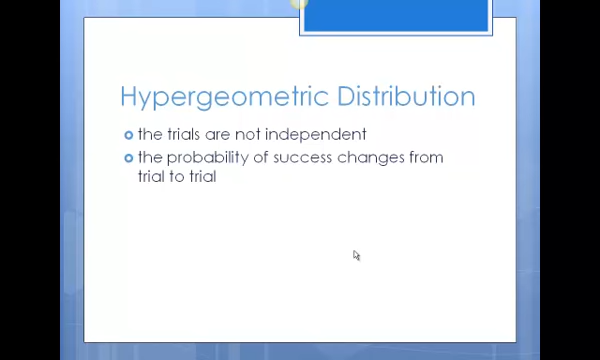 Hypergeometric Distribution
the trials are not independent
the probability of success changes from
trial to trial